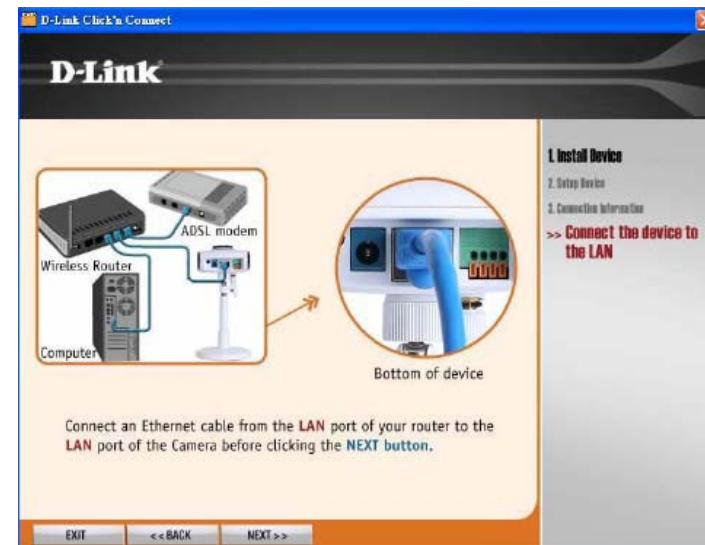 D-Link Click'n Connect
D-Link
ADSL modem
Wireless Router
Computer
Bottom of device
Connect an Ethernet cable from the LAN port of your router to the
LAN port of the Camera before clicking the NEXT button.
1. Install Device
2. Setup Device
3. Connection Information
>> Connect the device to
the LAN
EXIT
<< BACK
NEXT >>